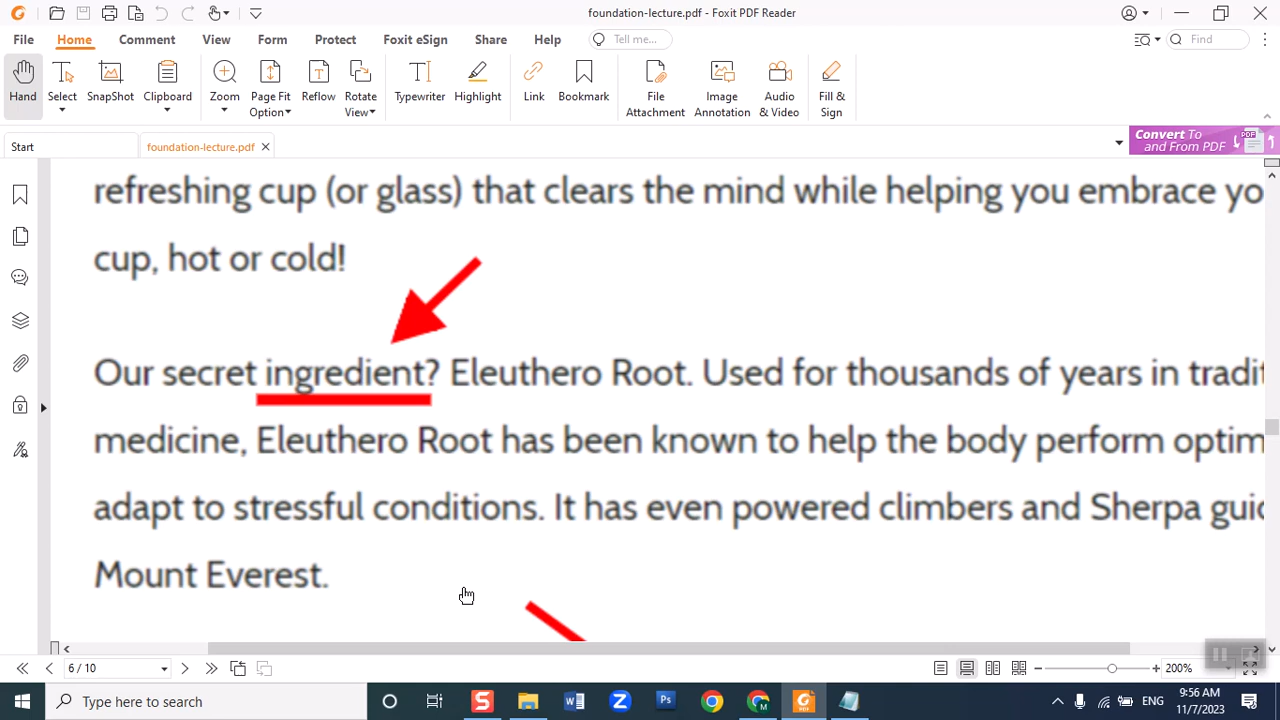 foundation-lecture.pdf - Foxit PDF Reader
File Home Comment View Form Protect Foxit eSign Share Help Tell me... Find
Hand Select SnapShot Clipboard Zoom Page Fit Option Reflow Rotate View Typewriter Highlight Link Bookmark File Attachment Image Annotation Audio & Video Fill & Sign
Start foundation-lecture.pdf Convert To and From PDF PDF
refreshing cup (or glass) that clears the mind while helping you embrace yo
cup, hot or cold!
Our secret ingredient? Eleuthero Root. Used for thousands of years in tradit
medicine, Eleuthero Root has been known to help the body perform optim
adapt to stressful conditions. It has even powered climbers and Sherpa guid
Mount Everest.
6 / 10 200%
Type here to search S W Ps PDF ENG 9:56 AM
11/7/2023